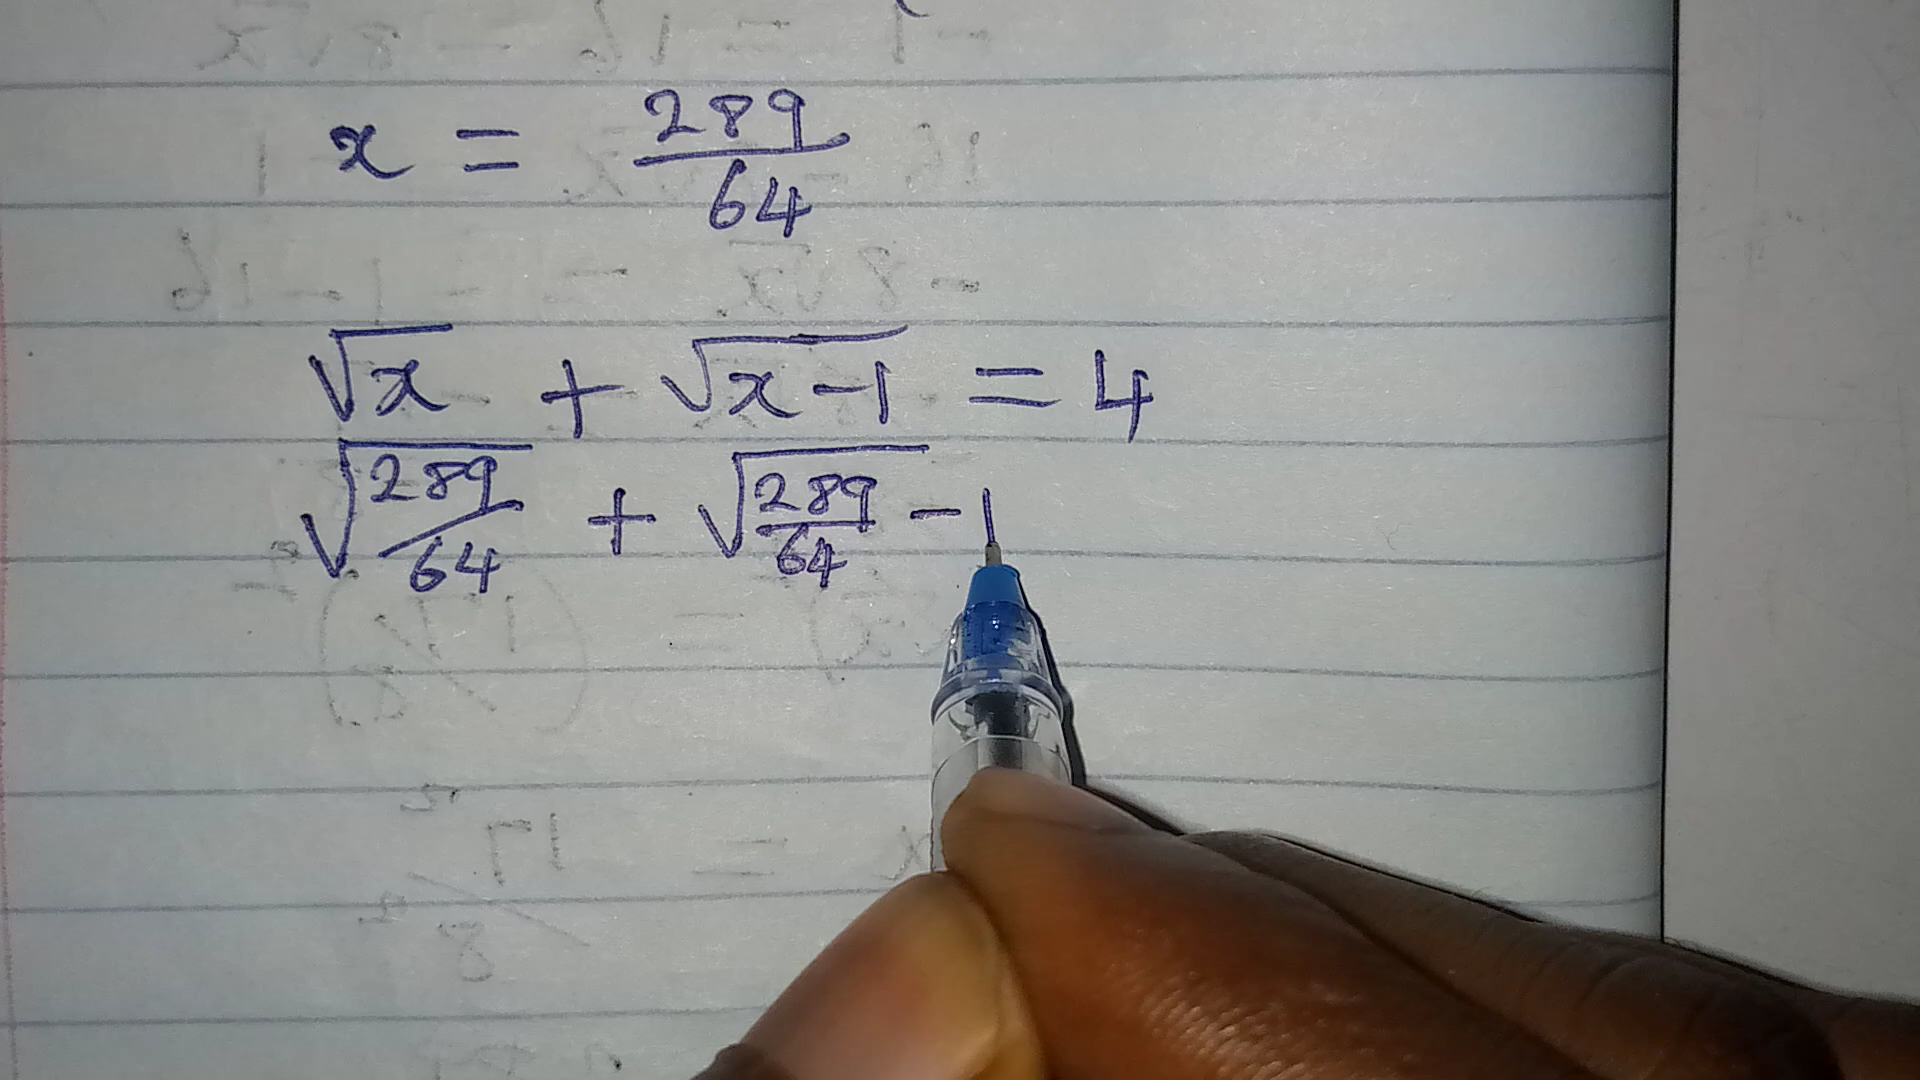 x = 289/64
√x + √(x-1) = 4
√(289/64) + √(289/64) - 1